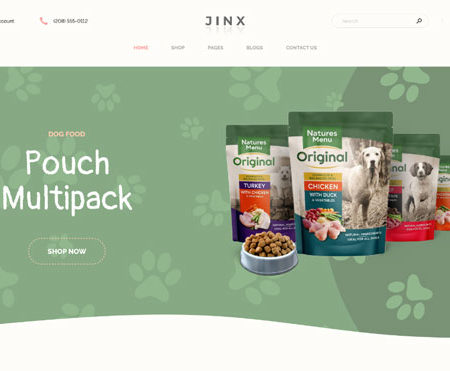 ccount
(208) 555-0112
JINX
Search
HOME
SHOP
PAGES
BLOGS
CONTACT US
DOG FOOD
Pouch
Multipack
SHOP NOW
Natures
Menu
Original
TURKEY
WITH CHICKEN
Natures
Menu
Original
CHICKEN
WITH DUCK
& VEGETABLES